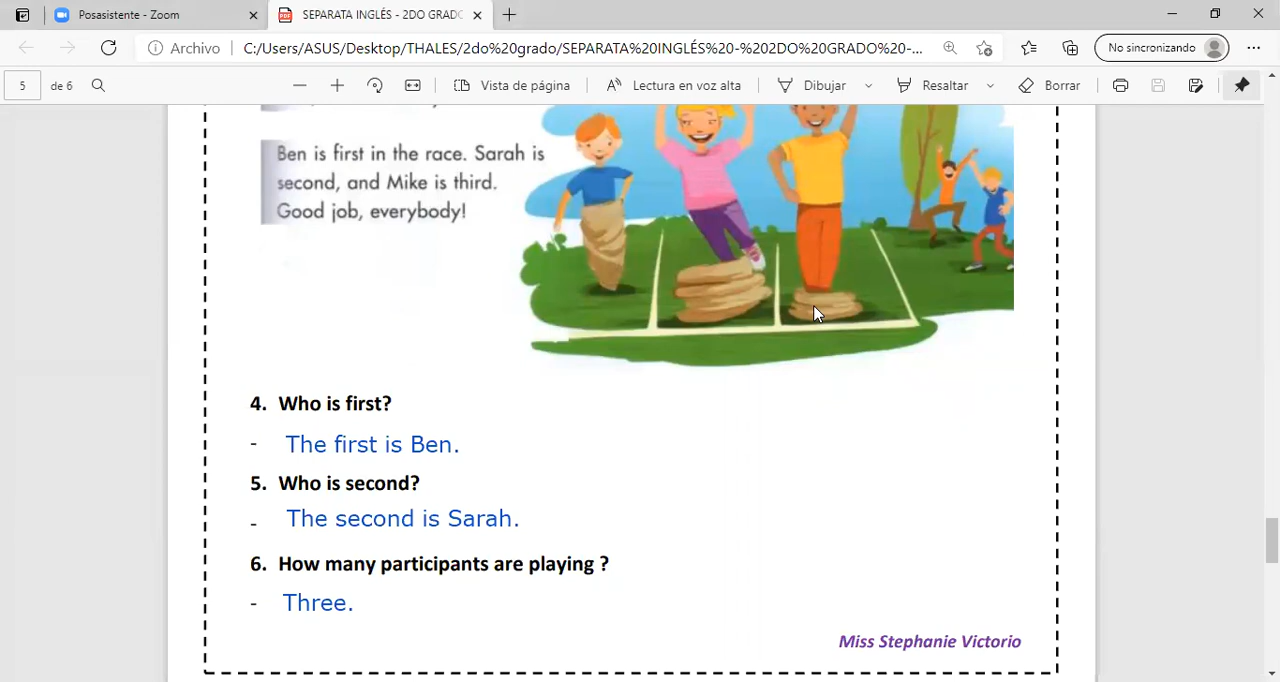 Posasistente - Zoom
SEPARATA INGLÉS - 2DO GRADO
Archivo
C:/Users/ASUS/Desktop/THALES/2do%20grado/SEPARATA%20INGLÉS%20-%202DO%20GRADO%20-...
No sincronizando
5 de 6
Vista de página
Lectura en voz alta
Dibujar
Resaltar
Borrar
Ben is first in the race. Sarah is
second, and Mike is third.
Good job, everybody!
4. Who is first?
- The first is Ben.
5. Who is second?
- The second is Sarah.
6. How many participants are playing ?
- Three.
Miss Stephanie Victorio